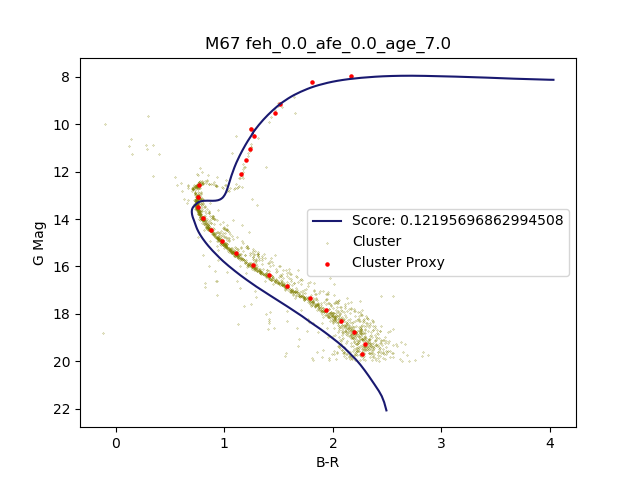 M67 feh_0.0_afe_0.0_age_7.0
8
10
12
14
16
18
20
22
G Mag
Score: 0.12195696862994508
Cluster
Cluster Proxy
0 1 2 3 4
B-R